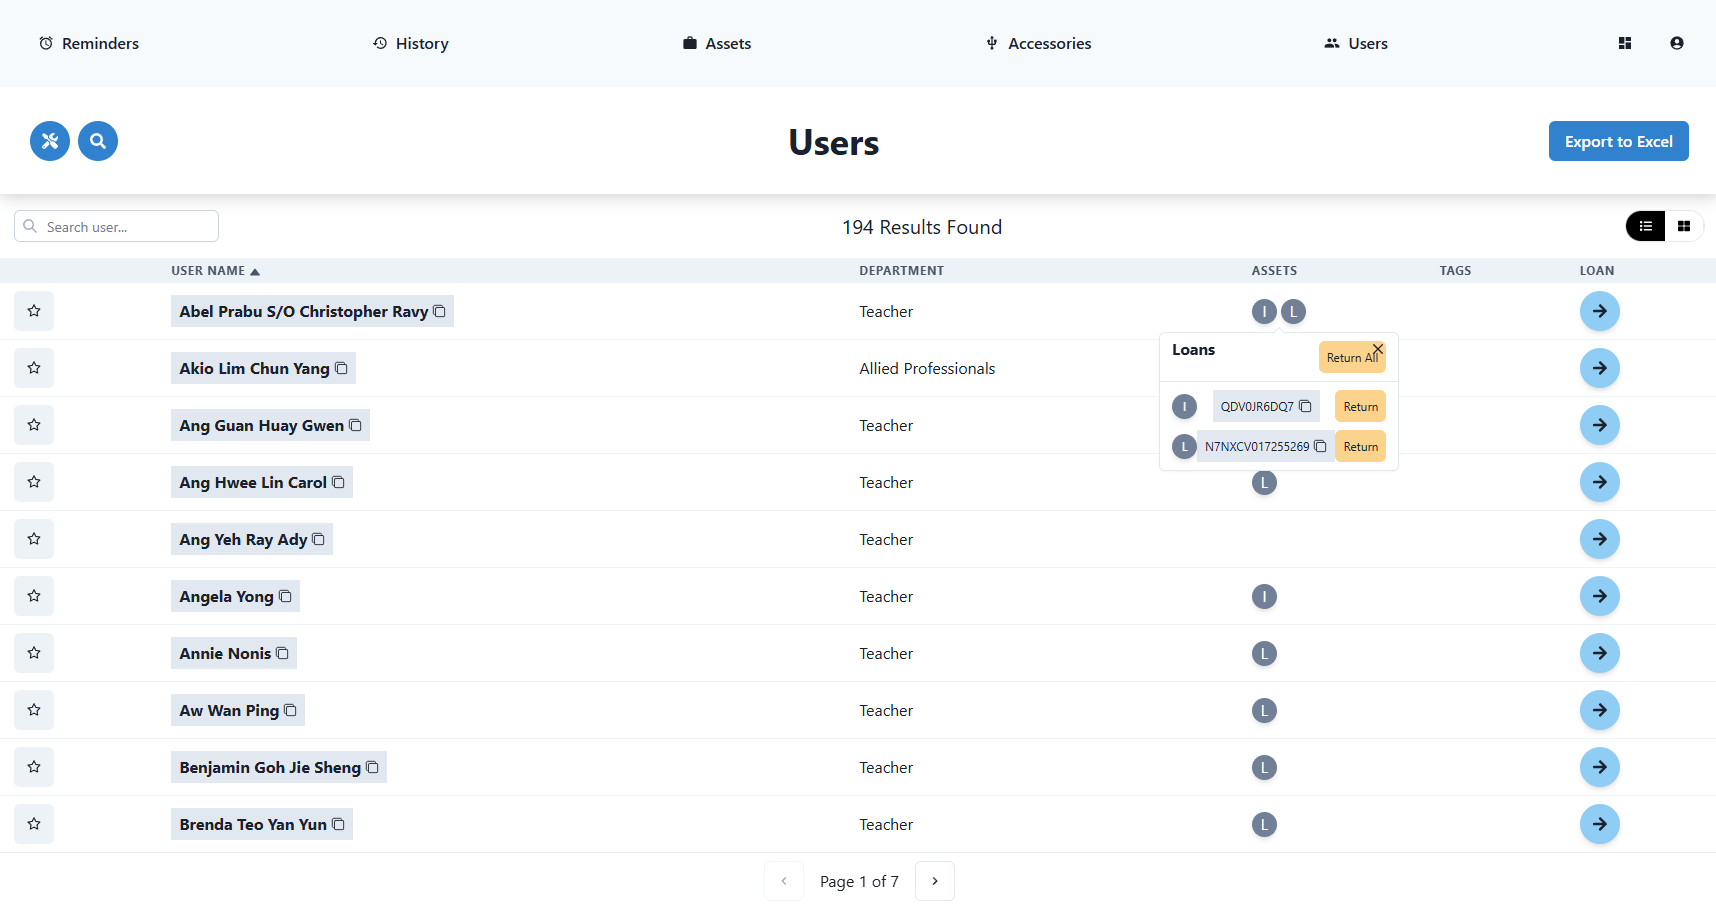 Reminders
History
Assets
Accessories
Users
Users
Export to Excel
Search user...
194 Results Found
USER NAME
DEPARTMENT
ASSETS
TAGS
LOAN
Abel Prabu S/O Christopher Ravy
Teacher
I
L
Loans
Return All
Akio Lim Chun Yang
Allied Professionals
I
QDV0JR6DQ7
Return
Ang Guan Huay Gwen
Teacher
L
N7NXCV017255269
Return
Ang Hwee Lin Carol
Teacher
L
Ang Yeh Ray Ady
Teacher
Angela Yong
Teacher
I
Annie Nonis
Teacher
L
Aw Wan Ping
Teacher
L
Benjamin Goh Jie Sheng
Teacher
L
Brenda Teo Yan Yun
Teacher
L
Page 1 of 7